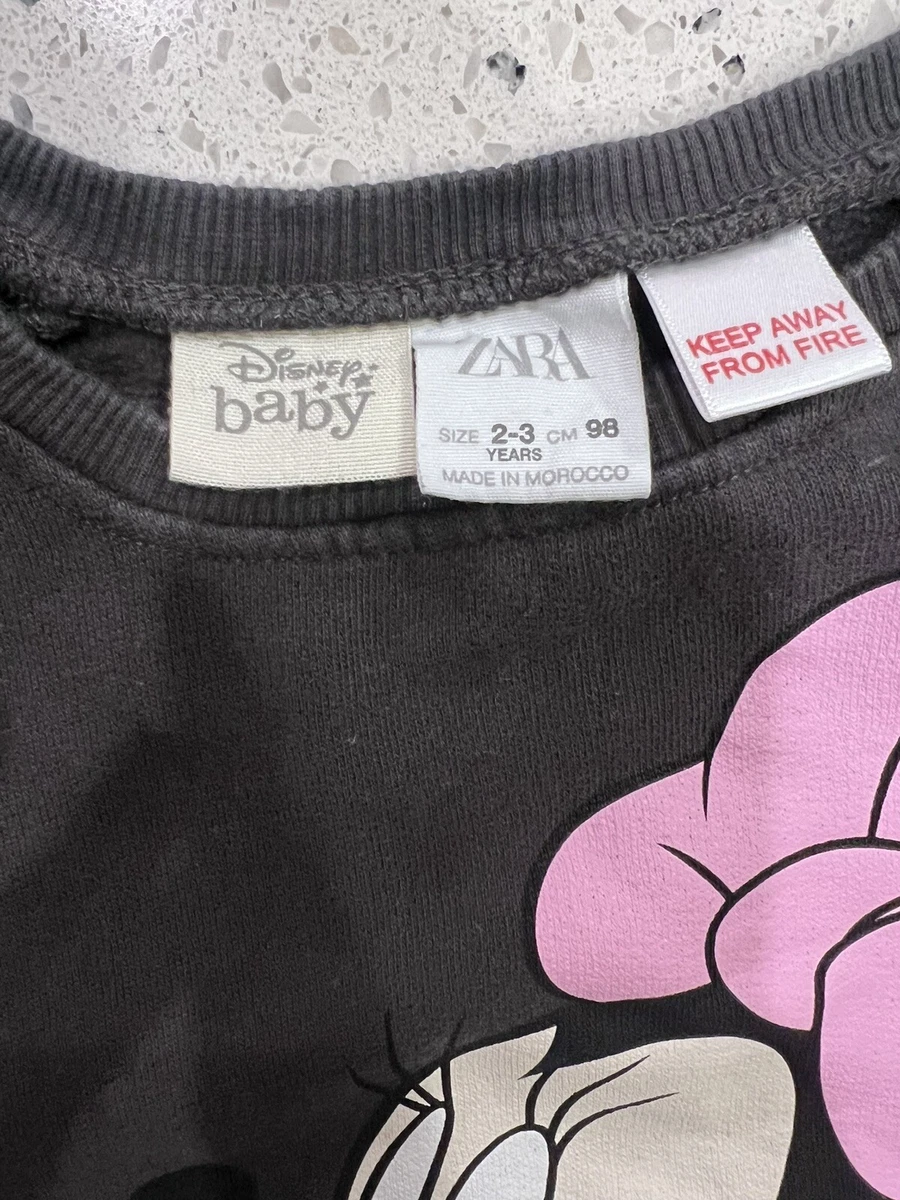 Disney
baby
ZARA
SIZE 2-3 CM 98
YEARS
MADE IN MOROCCO
KEEP AWAY
FROM FIRE